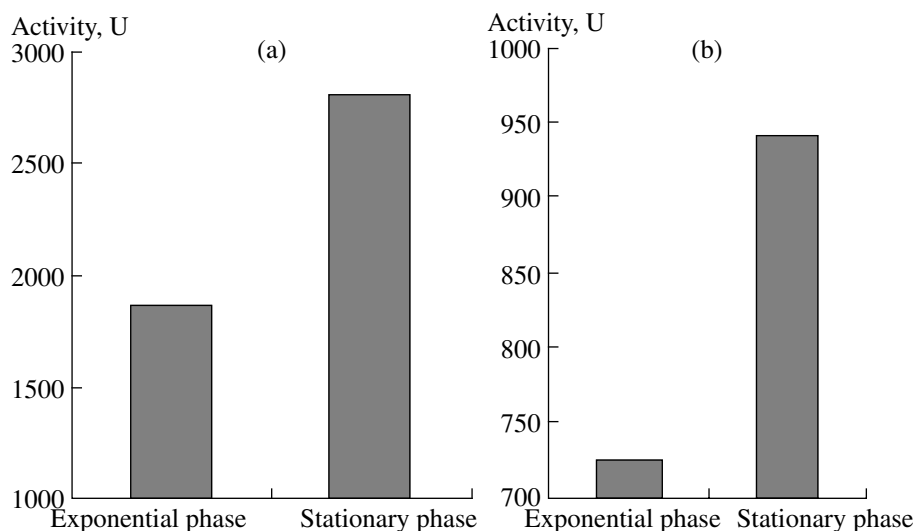 Activity, U
(a)
3000
2500
2000
1500
1000
Exponential phase
Stationary phase
Activity, U
(b)
1000
950
900
850
800
750
700
Exponential phase
Stationary phase